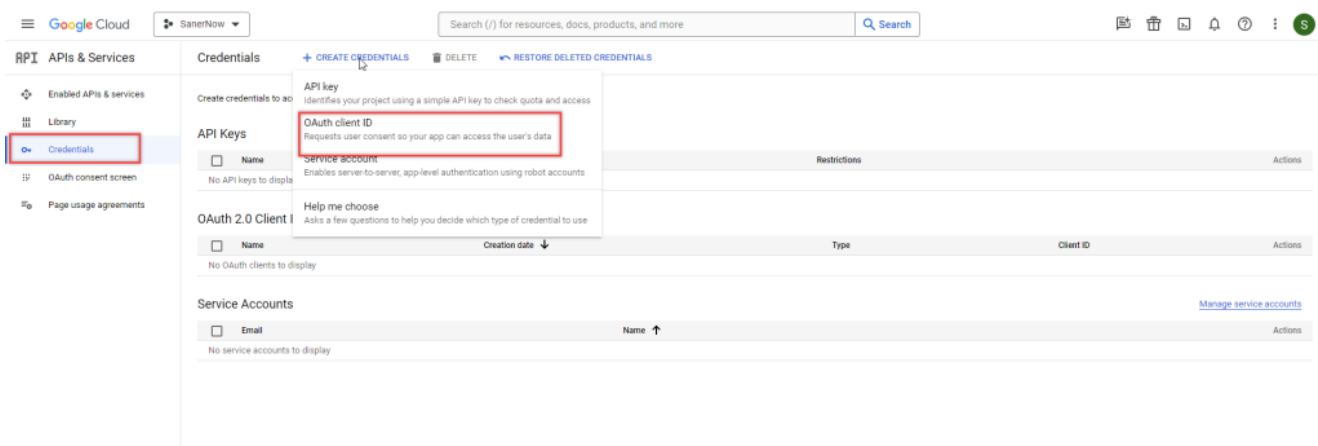 Google Cloud
SanerNow
Search (/) for resources, docs, products, and more
Search
S
API APIs & Services
Credentials
+ CREATE CREDENTIALS
DELETE
RESTORE DELETED CREDENTIALS
Enabled APIs & services
Library
Credentials
OAuth consent screen
Page usage agreements
Create credentials to ac
API key
Identifies your project using a simple API key to check quota and access
OAuth client ID
Requests user consent so your app can access the user's data
Service account
Enables server-to-server, app-level authentication using robot accounts
Help me choose
Asks a few questions to help you decide which type of credential to use
API Keys
Name
Restrictions
Actions
No API keys to displa
OAuth 2.0 Client I
Name
Creation date
Type
Client ID
Actions
No OAuth clients to display
Service Accounts
Manage service accounts
Email
Name
Actions
No service accounts to display